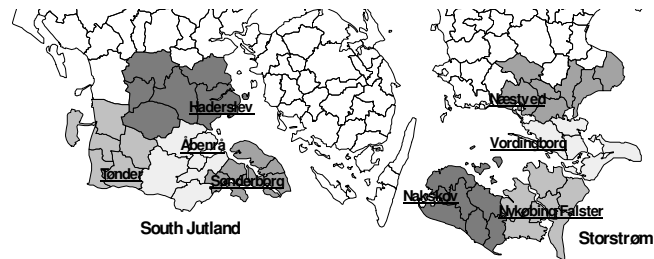 Haderslev
Næstved
Åbenrå
Vordingborg
Tønder
Sønderborg
Nakskov
Nykøbing Falster
South Jutland
Storstrøm